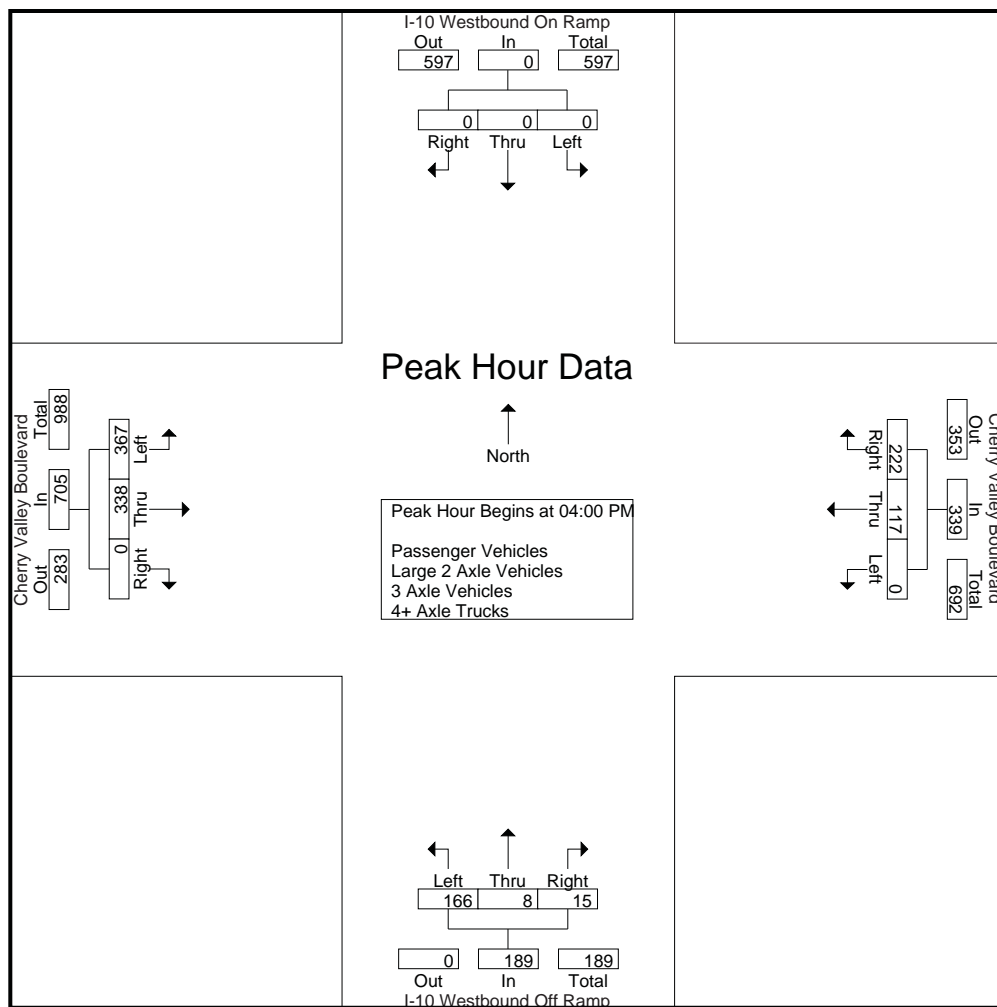 I-10 Westbound On Ramp
Out In Total
597 0 597
0 0 0
Right Thru Left
Peak Hour Data
North
Peak Hour Begins at 04:00 PM
Passenger Vehicles
Large 2 Axle Vehicles
3 Axle Vehicles
4+ Axle Trucks
Cherry Valley Boulevard
Out In Total
283 705 988
Left Thru Right
367 338 0
Cherry Valley Boulevard
Out In Total
353 339 692
Right Thru Left
222 117 0
Left Thru Right
166 8 15
0 189 189
Out In Total
I-10 Westbound Off Ramp